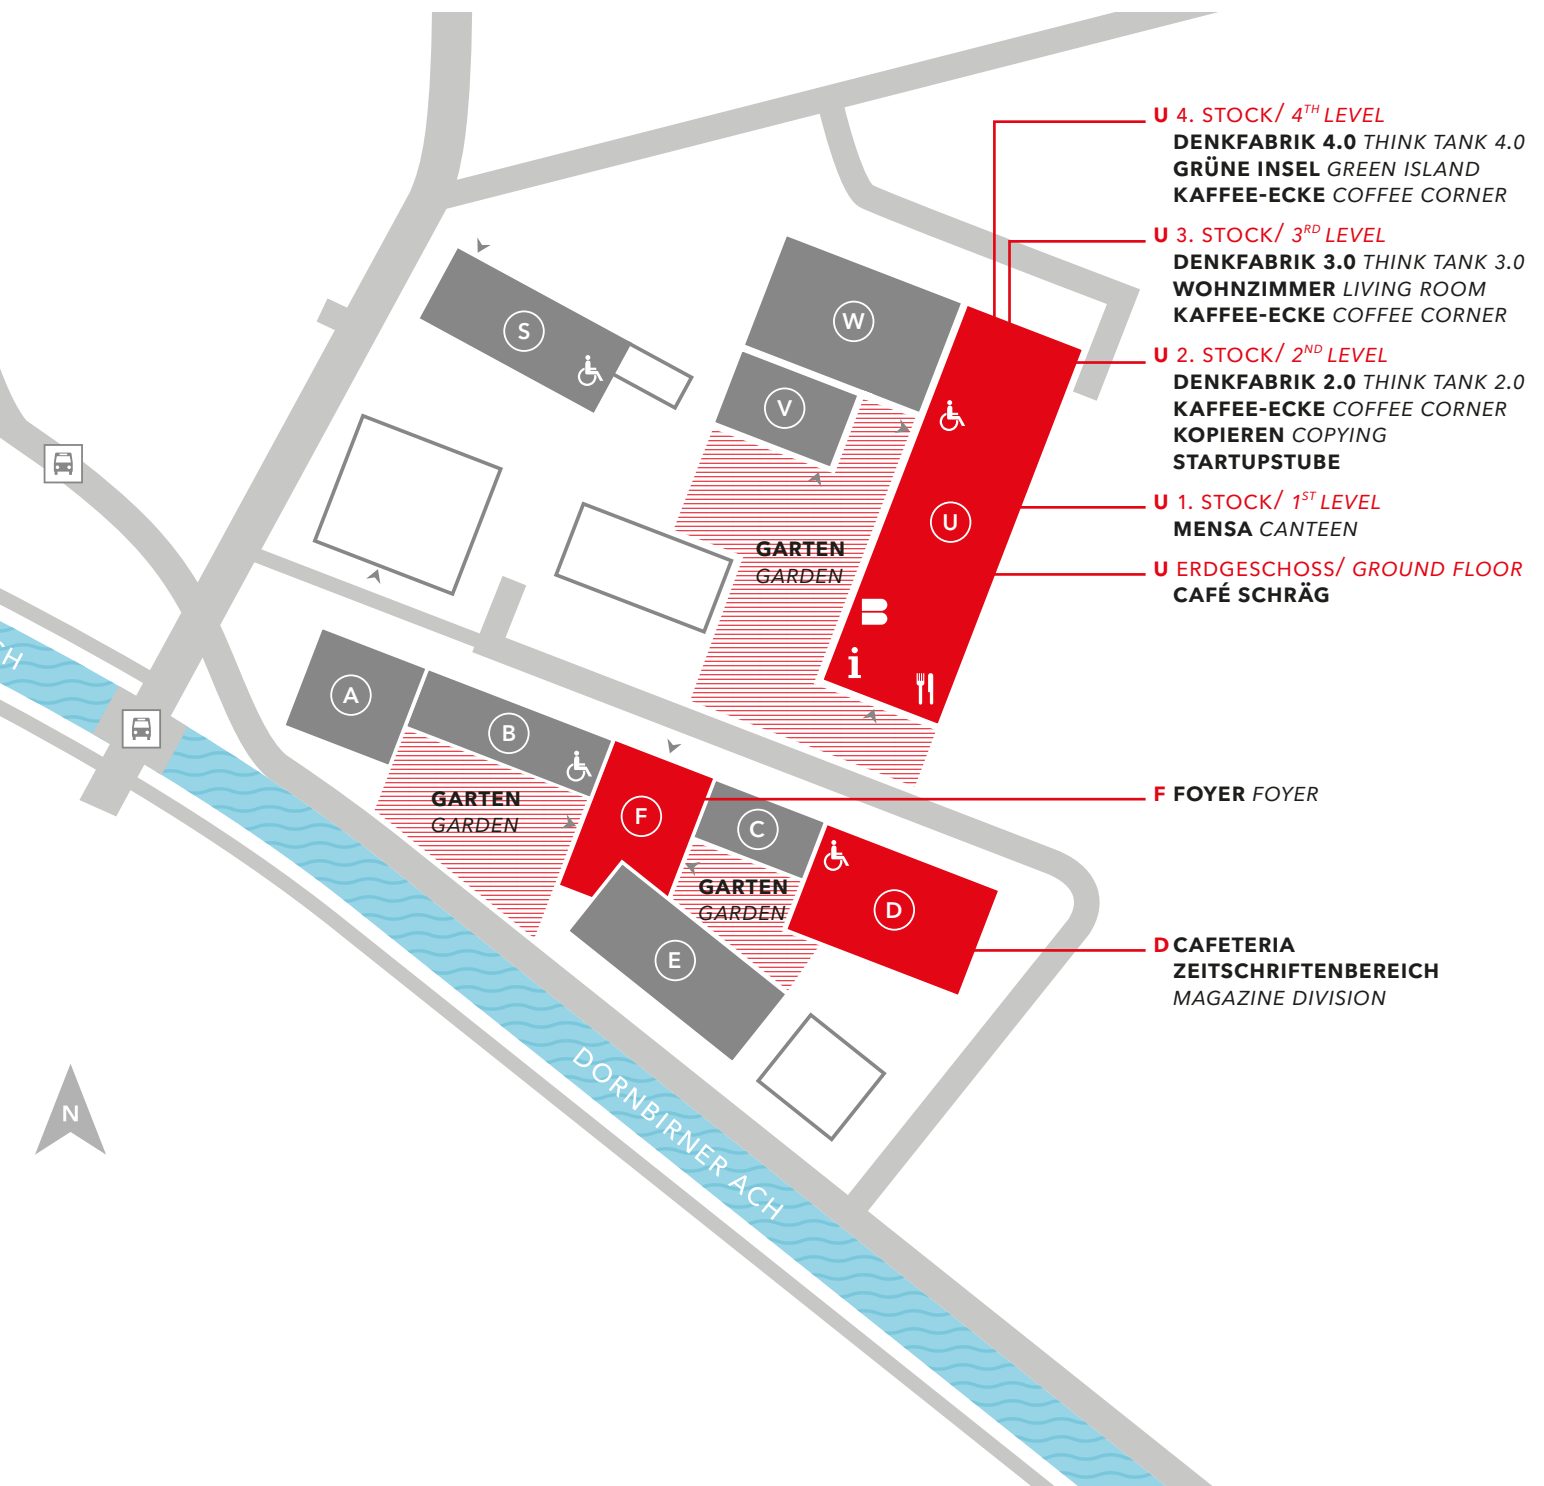 U 4. STOCK/ 4TH LEVEL
DENKFABRIK 4.0 THINK TANK 4.0
GRÜNE INSEL GREEN ISLAND
KAFFEE-ECKE COFFEE CORNER
U 3. STOCK/ 3RD LEVEL
DENKFABRIK 3.0 THINK TANK 3.0
WOHNZIMMER LIVING ROOM
KAFFEE-ECKE COFFEE CORNER
U 2. STOCK/ 2ND LEVEL
DENKFABRIK 2.0 THINK TANK 2.0
KAFFEE-ECKE COFFEE CORNER
KOPIEREN COPYING
STARTUPSTUBE
U 1. STOCK/ 1ST LEVEL
MENSA CANTEEN
U ERDGESCHOSS/ GROUND FLOOR
CAFÉ SCHRÄG
S
W
V
U
GARTEN
GARDEN
i
CH
A
B
GARTEN
GARDEN
F
C
F FOYER FOYER
GARTEN
GARDEN
D
E
D CAFETERIA
ZEITSCHRIFTENBEREICH
MAGAZINE DIVISION
DORNBIRNER ACH
N